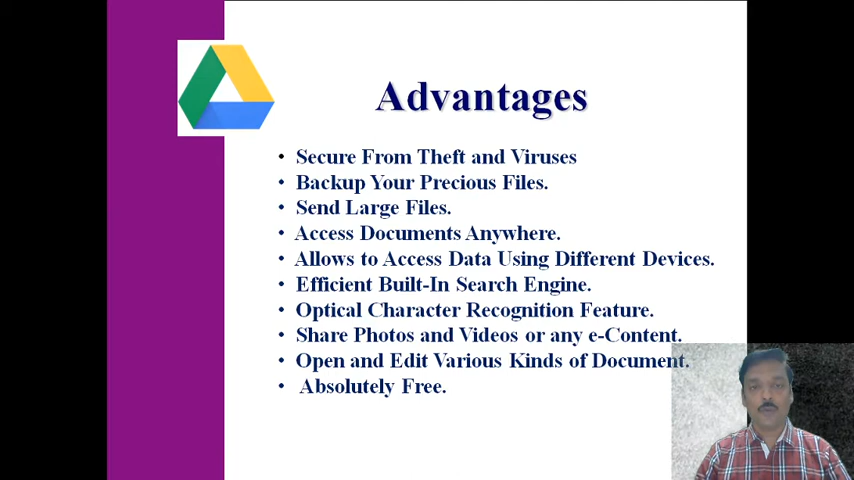 Advantages
• Secure From Theft and Viruses
• Backup Your Precious Files.
• Send Large Files.
• Access Documents Anywhere.
• Allows to Access Data Using Different Devices.
• Efficient Built-In Search Engine.
• Optical Character Recognition Feature.
• Share Photos and Videos or any e-Content.
• Open and Edit Various Kinds of Document.
• Absolutely Free.